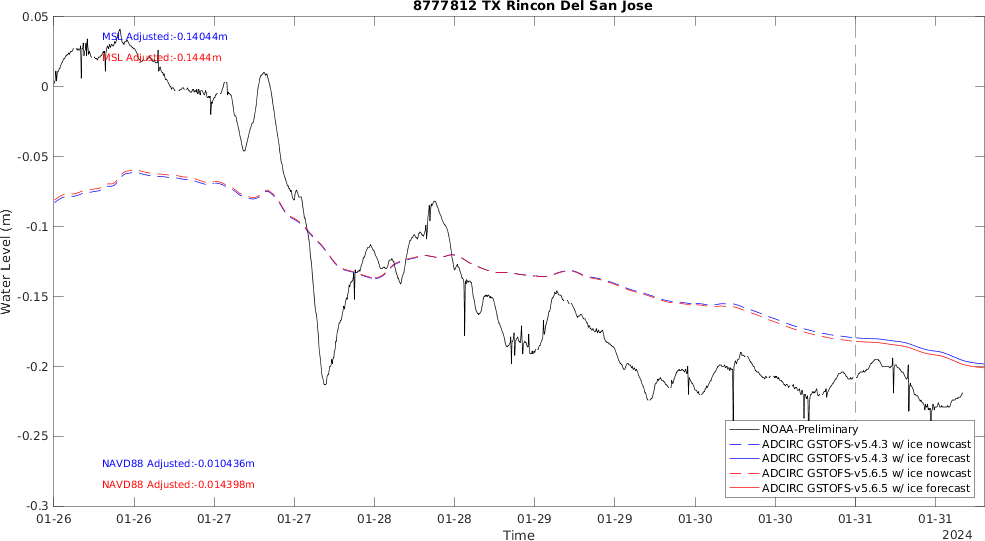 8777812 TX Rincon Del San Jose
MSL Adjusted:-0.14044m
MSL Adjusted:-0.1444m
0.05
0
-0.05
-0.1
-0.15
-0.2
-0.25
-0.3
Water Level (m)
NAVD88 Adjusted:-0.010436m
NAVD88 Adjusted:-0.014398m
NOAA-Preliminary
ADCIRC GSTOFS-v5.4.3 w/ ice nowcast
ADCIRC GSTOFS-v5.4.3 w/ ice forecast
ADCIRC GSTOFS-v5.6.5 w/ ice nowcast
ADCIRC GSTOFS-v5.6.5 w/ ice forecast
01-26 01-26 01-27 01-27 01-28 01-28 01-29 01-29 01-30 01-30 01-31 01-31
Time
2024